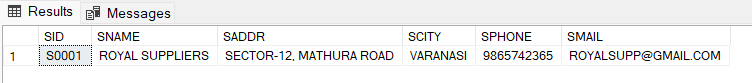 Results Messages
SID SNAME SADDR SCITY SPHONE SMAIL
1 S0001 ROYAL SUPPLIERS SECTOR-12, MATHURA ROAD VARANASI 9865742365 ROYALSUPP@GMAIL.COM